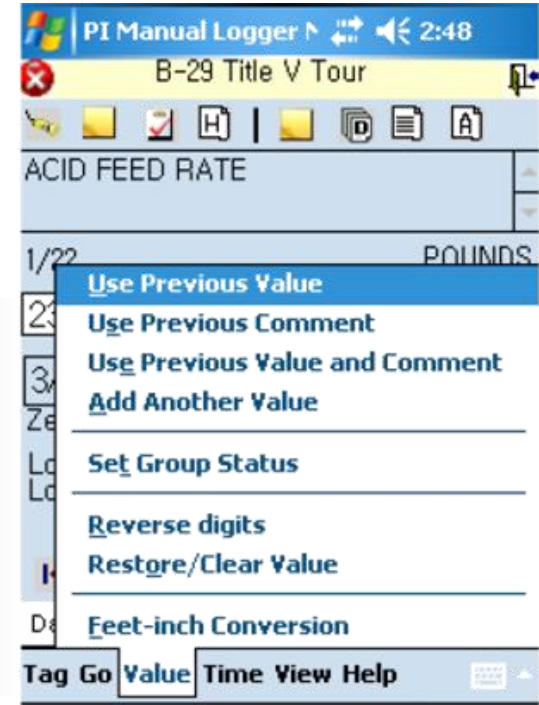 PI Manual Logger 2:48
B-29 Title V Tour
H D A
ACID FEED RATE
1/22 POUNDS
Use Previous Value
Use Previous Comment
Use Previous Value and Comment
Add Another Value
Set Group Status
Reverse digits
Restore/Clear Value
Feet-inch Conversion
Tag Go Value Time View Help